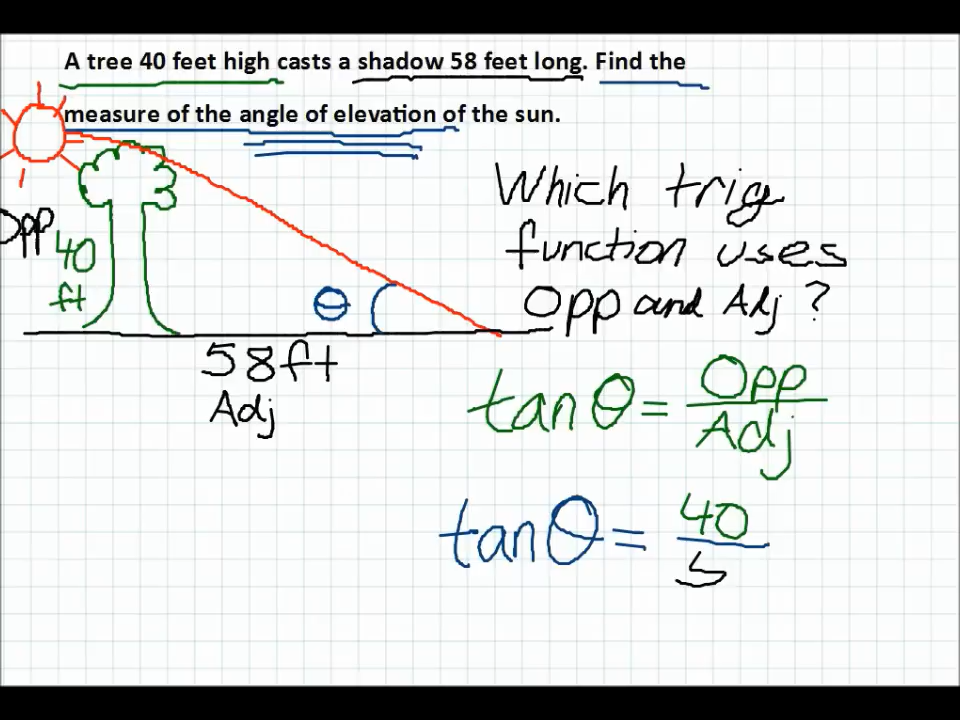 A tree 40 feet high casts a shadow 58 feet long. Find the
measure of the angle of elevation of the sun.
Which trig
function uses
Opp and Adj ?
Opp
40
ft
θ
58ft
Adj
tanθ = Opp
Adj
tanθ = 40
5